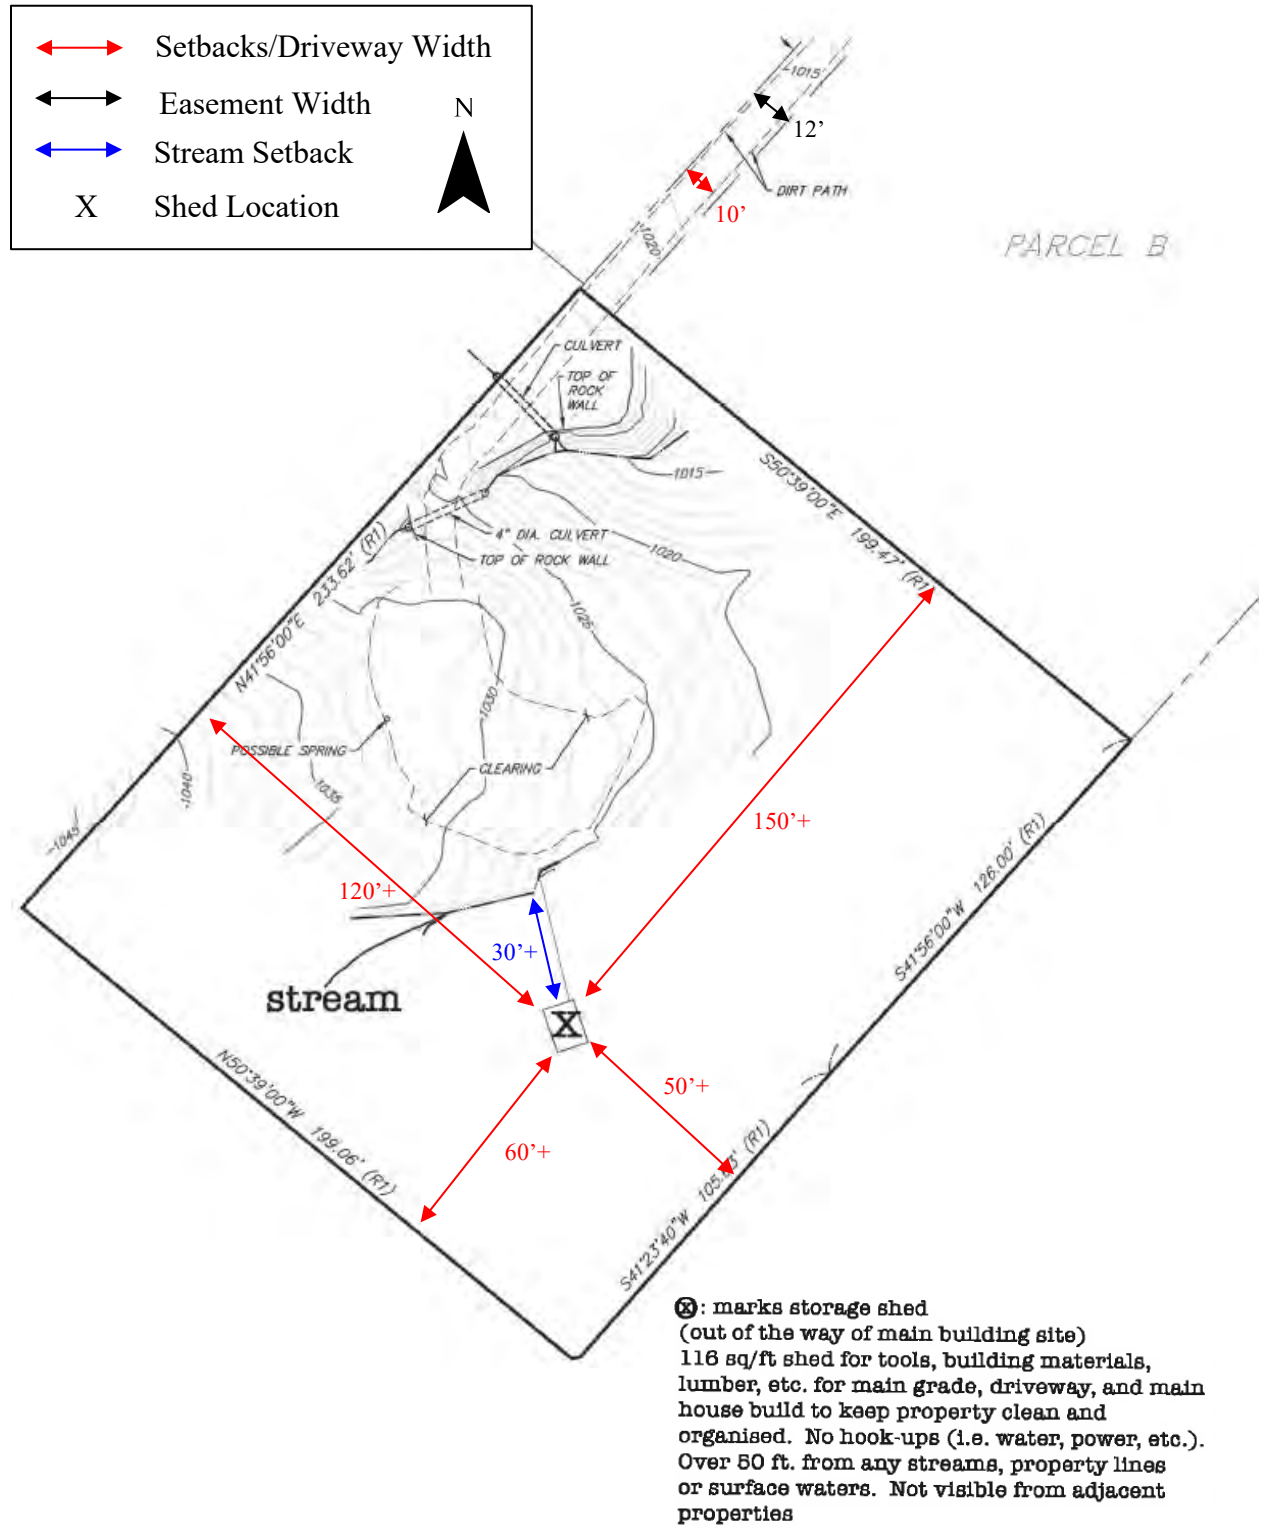 Setbacks/Driveway Width
Easement Width
Stream Setback
X Shed Location
N
-1015
12'
DIRT PATH
10'
-1020
PARCEL B
CULVERT
TOP OF
ROCK
WALL
-1015
S50°39'00"E 199.47' (R1)
4" DIA. CULVERT
TOP OF ROCK WALL
-1020
-1025
N41°56'00"E 233.62' (R1)
-1030
POSSIBLE SPRING
CLEARING
-1035
-1040
-1045
150'+
120'+
30'+
stream
X
S41°56'00"W 126.00' (R1)
50'+
60'+
N50°39'00"W 199.06' (R1)
S41°23'40"W (R1)
X: marks storage shed
(out of the way of main building site)
116 sq/ft shed for tools, building materials,
lumber, etc. for main grade, driveway, and main
house build to keep property clean and
organised. No hook-ups (i.e. water, power, etc.).
Over 50 ft. from any streams, property lines
or surface waters. Not visible from adjacent
properties